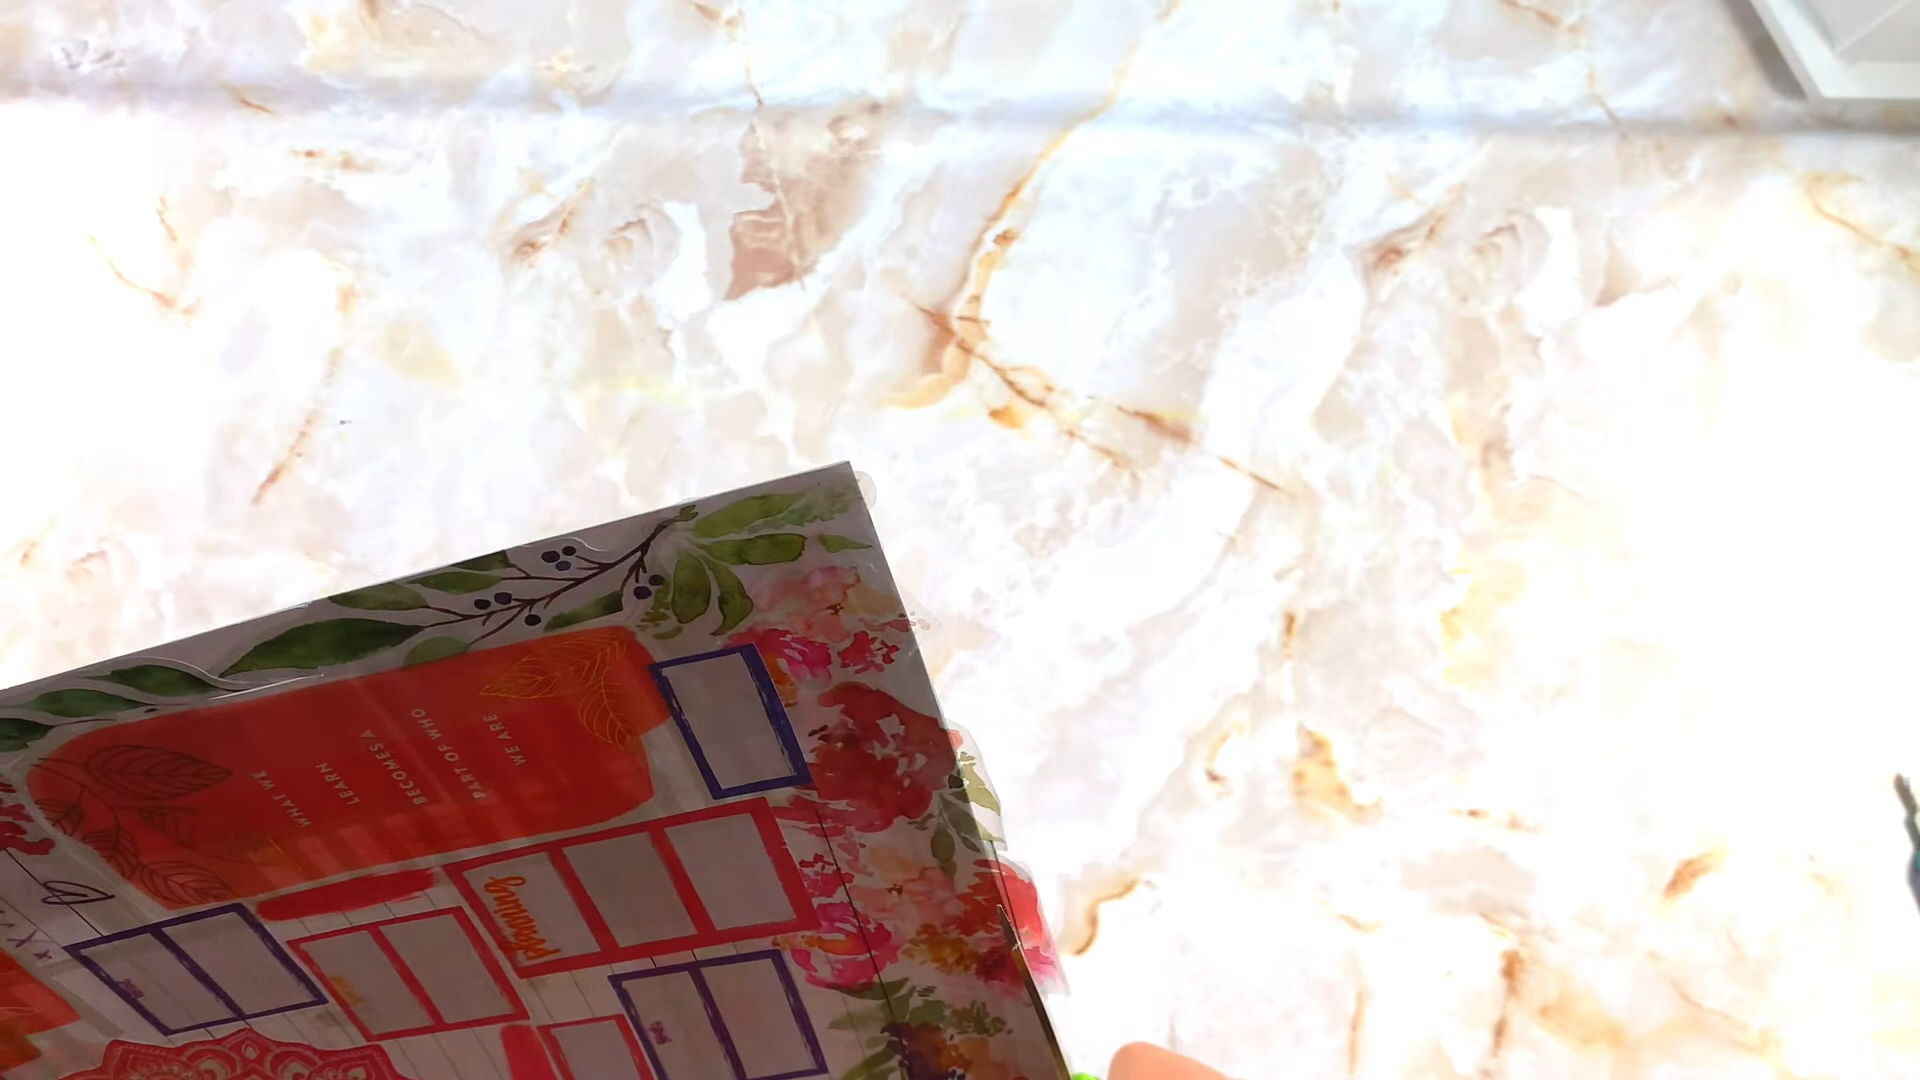 WHAT WE
LEARN
BECOMES A
PART OF WHO
WE ARE
Planning